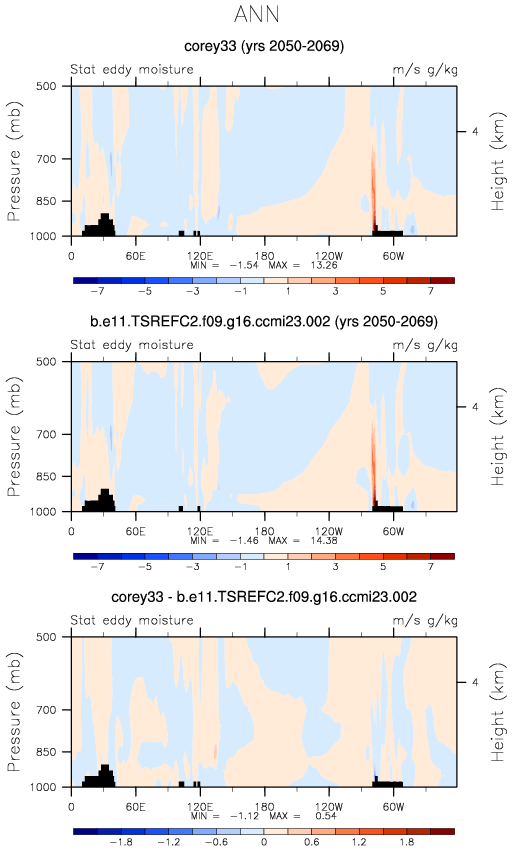 ANN
corey33 (yrs 2050-2069)
Stat eddy moisture m/s g/kg
500
700
850
1000
Pressure (mb)
4
Height (km)
0 60E 120E 180 120W 60W
MIN = -1.54 MAX = 13.26
-7 -5 -3 -1 1 3 5 7
b.e11.TSREFC2.f09.g16.ccmi23.002 (yrs 2050-2069)
Stat eddy moisture m/s g/kg
500
700
850
1000
Pressure (mb)
4
Height (km)
0 60E 120E 180 120W 60W
MIN = -1.46 MAX = 14.38
-7 -5 -3 -1 1 3 5 7
corey33 - b.e11.TSREFC2.f09.g16.ccmi23.002
Stat eddy moisture m/s g/kg
500
700
850
1000
Pressure (mb)
4
Height (km)
0 60E 120E 180 120W 60W
MIN = -1.12 MAX = 0.54
-1.8 -1.2 -0.6 0 0.6 1.2 1.8